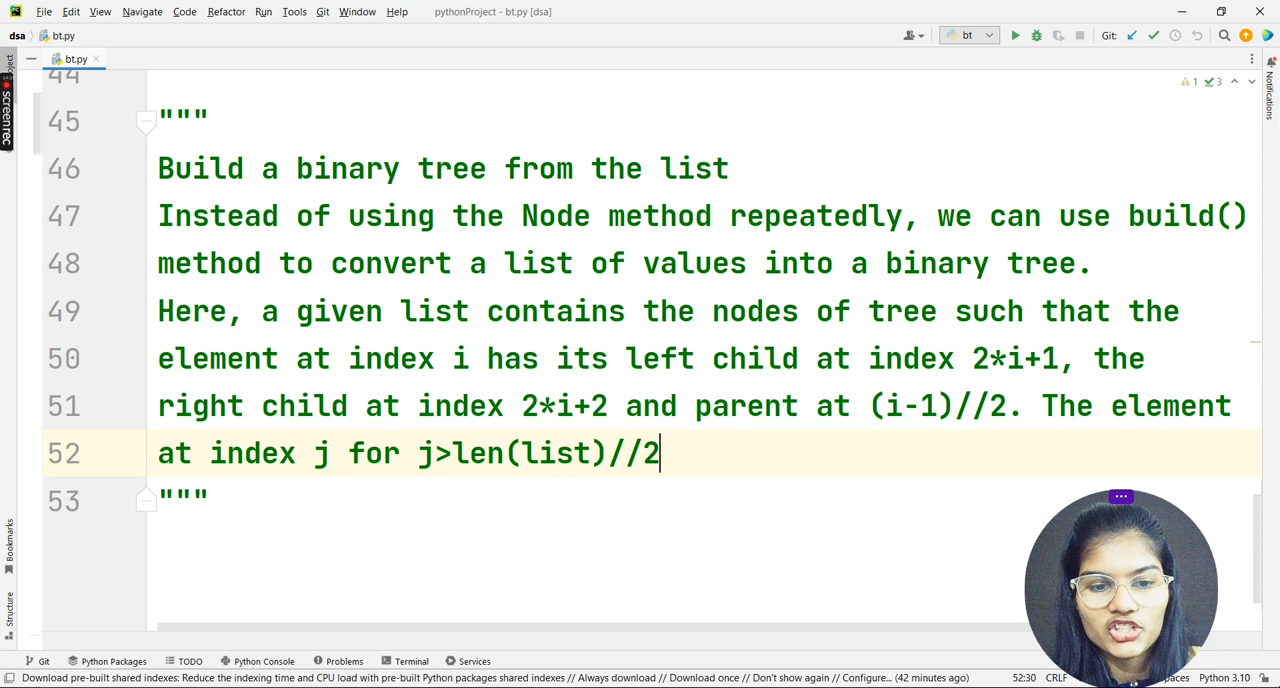 File Edit View Navigate Code Refactor Run Tools Git Window Help pythonProject - bt.py [dsa]
dsa bt.py bt Git:
bt.py
44
1 3
45 """
46 Build a binary tree from the list
47 Instead of using the Node method repeatedly, we can use build()
48 method to convert a list of values into a binary tree.
49 Here, a given list contains the nodes of tree such that the
50 element at index i has its left child at index 2*i+1, the
51 right child at index 2*i+2 and parent at (i-1)//2. The element
52 at index j for j>len(list)//2
53 """
screenrec
Notifications
Bookmarks
Structure
Git Python Packages TODO Python Console Problems Terminal Services
Download pre-built shared indexes: Reduce the indexing time and CPU load with pre-built Python packages shared indexes // Always download // Download once // Don't show again // Configure... (42 minutes ago) 52:30 CRLF Python 3.10